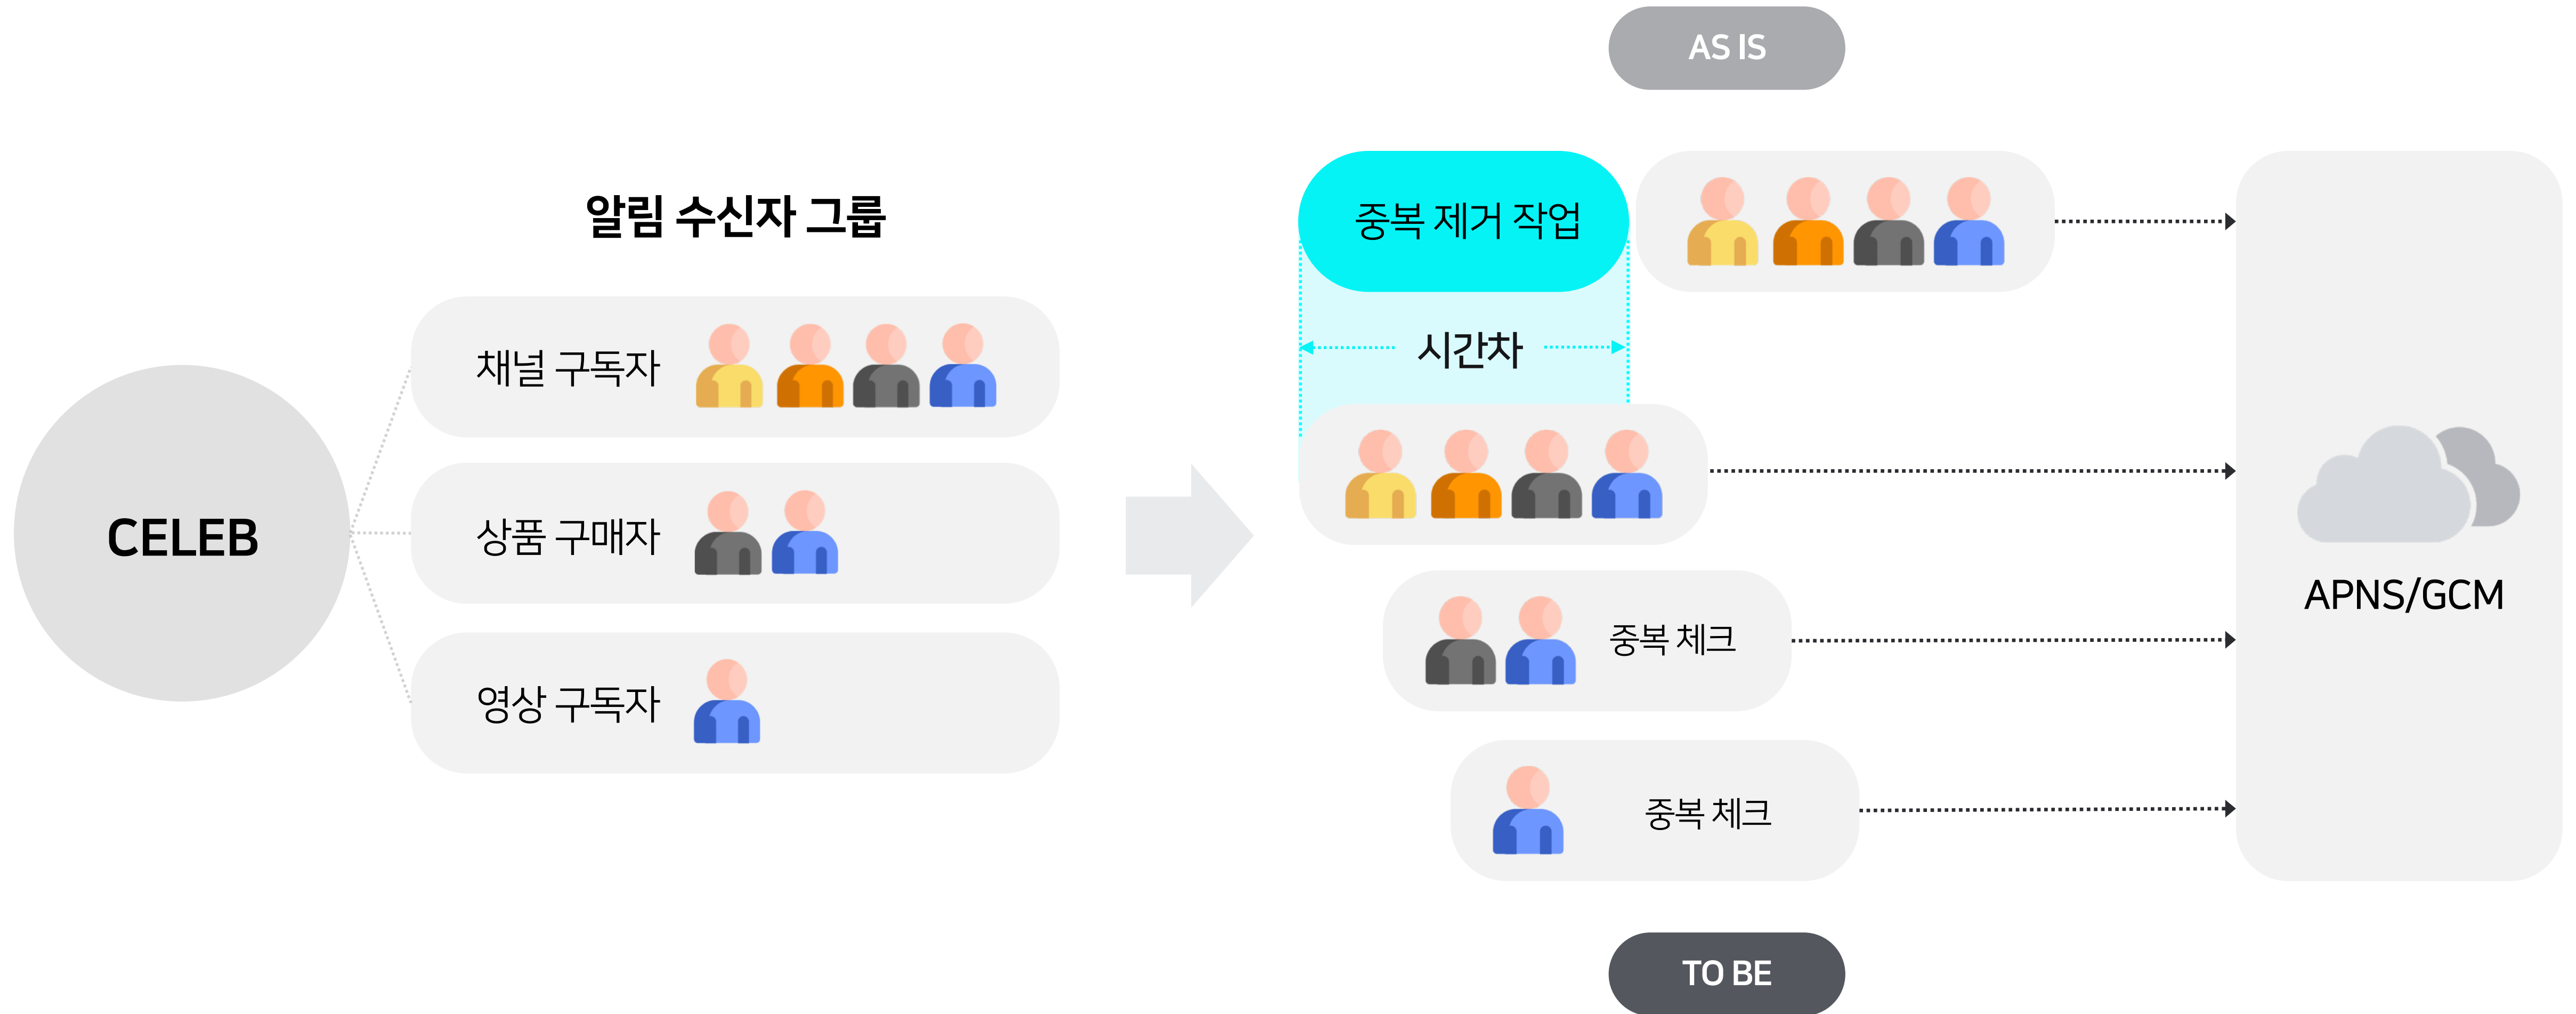 AS IS
알림 수신자 그룹
중복 제거 작업
채널 구독자
시간차
CELEB
상품 구매자
영상 구독자
중복 체크
중복 체크
APNS/GCM
TO BE